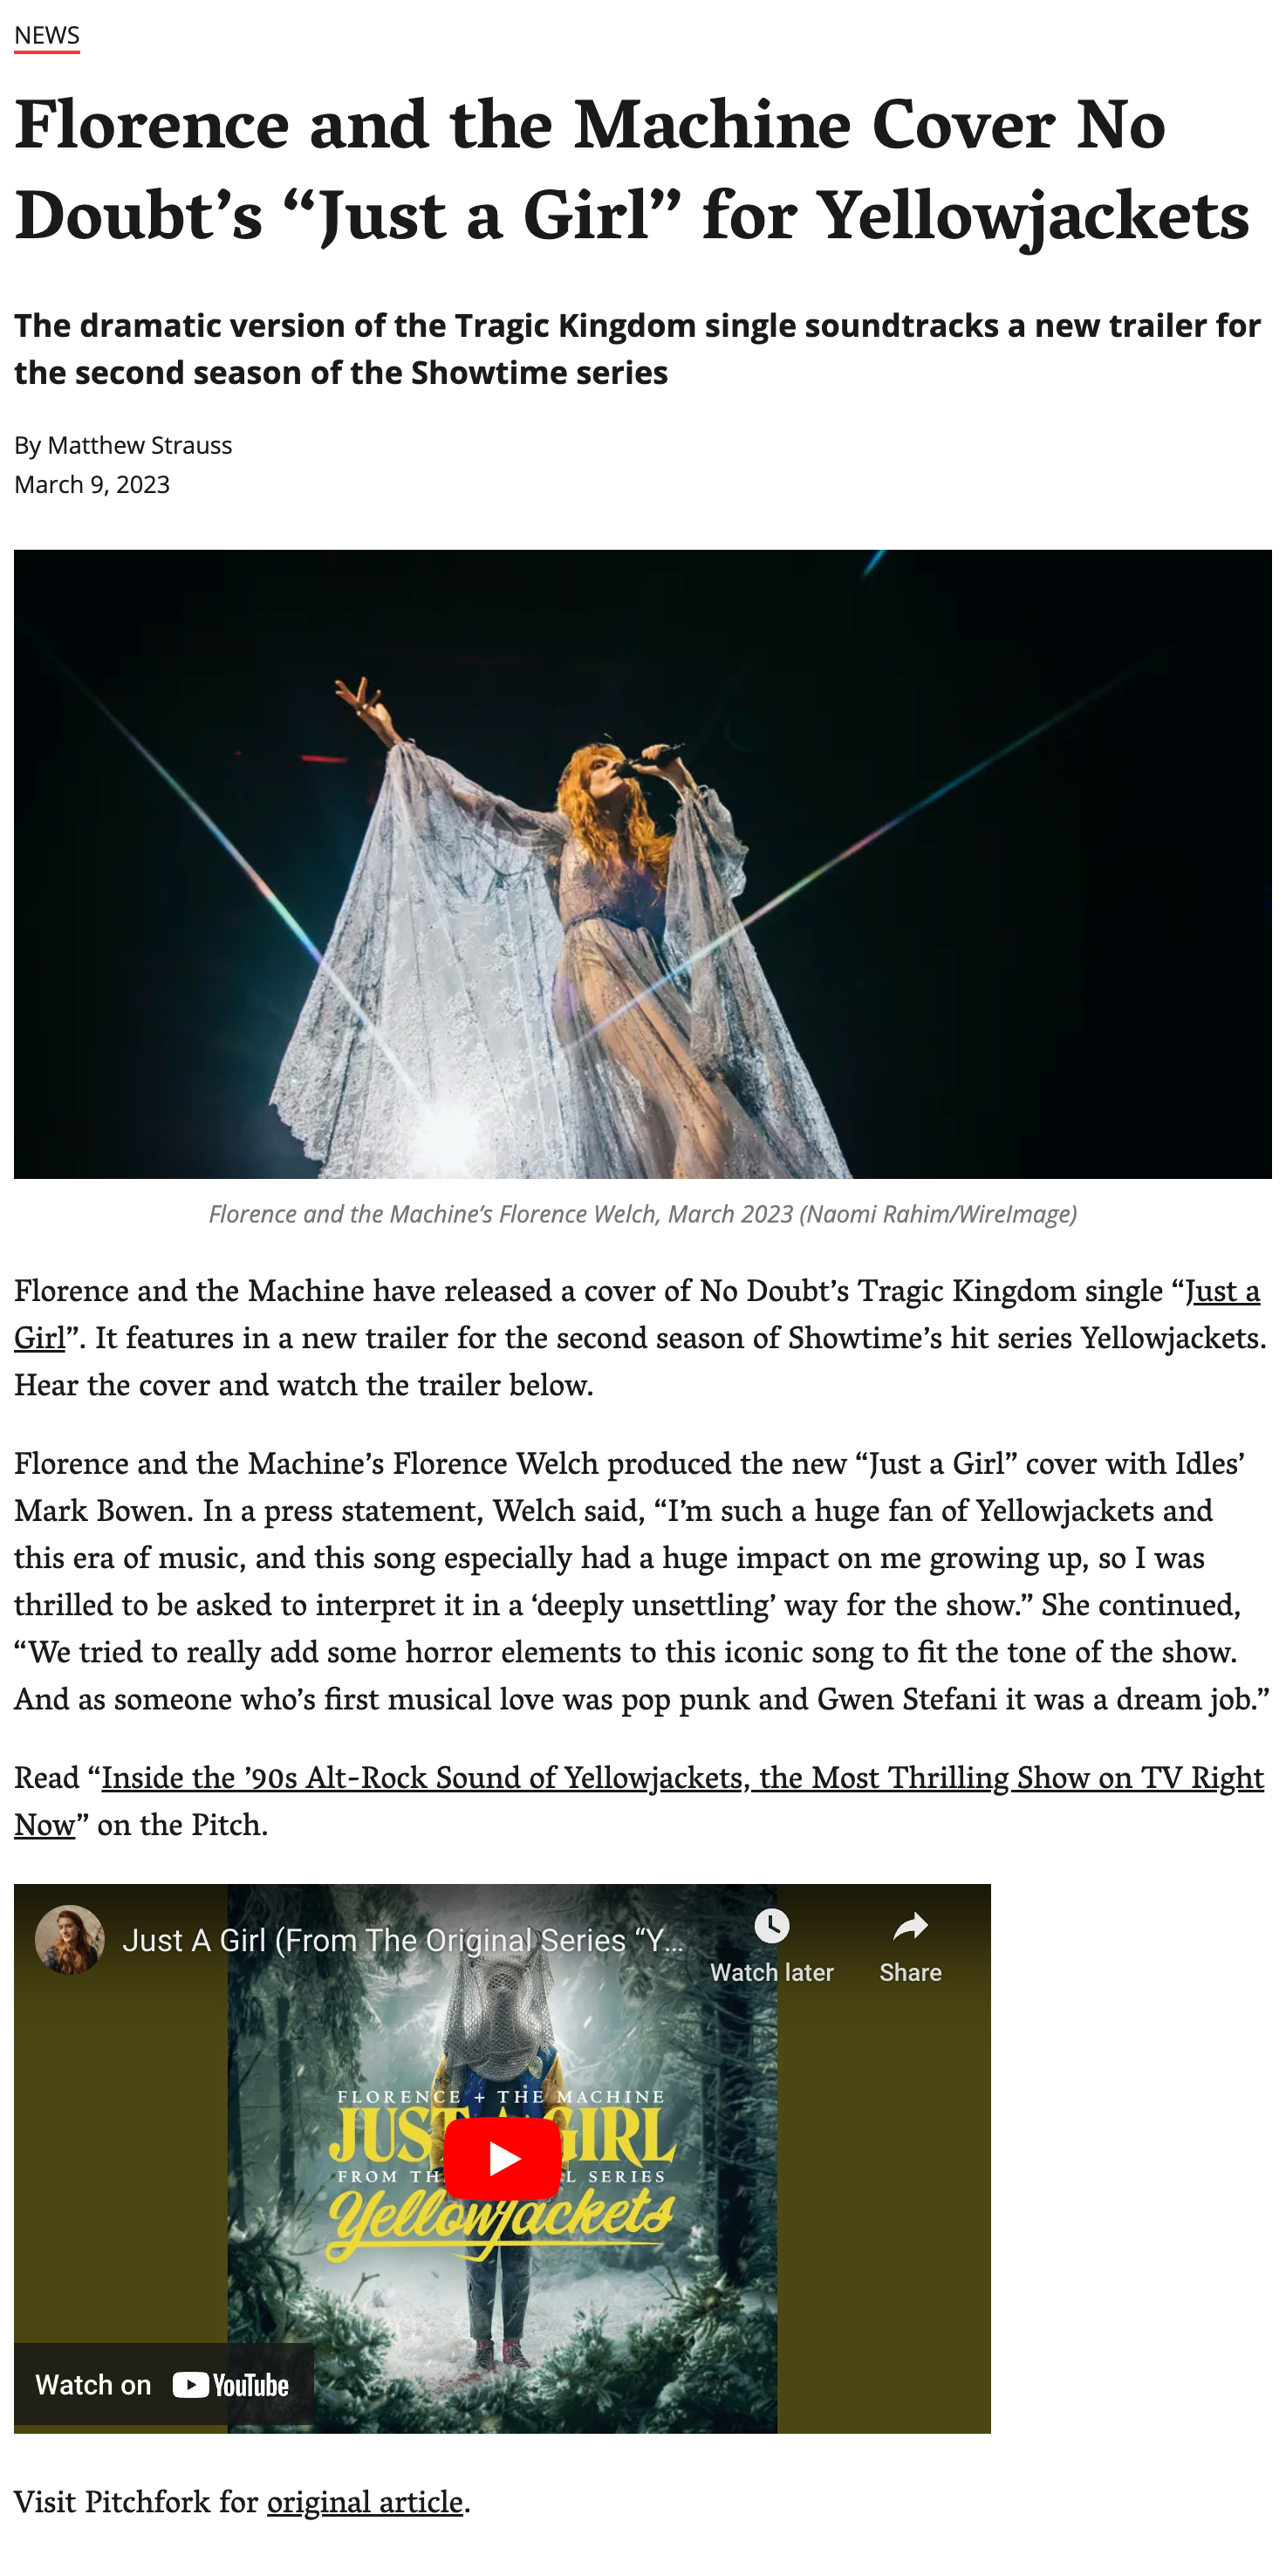 NEWS
Florence and the Machine Cover No
Doubt’s “Just a Girl” for Yellowjackets
The dramatic version of the Tragic Kingdom single soundtracks a new trailer for
the second season of the Showtime series
By Matthew Strauss
March 9, 2023
Florence and the Machine’s Florence Welch, March 2023 (Naomi Rahim/WireImage)
Florence and the Machine have released a cover of No Doubt’s Tragic Kingdom single “Just a
Girl”. It features in a new trailer for the second season of Showtime’s hit series Yellowjackets.
Hear the cover and watch the trailer below.
Florence and the Machine’s Florence Welch produced the new “Just a Girl” cover with Idles’
Mark Bowen. In a press statement, Welch said, “I’m such a huge fan of Yellowjackets and
this era of music, and this song especially had a huge impact on me growing up, so I was
thrilled to be asked to interpret it in a ‘deeply unsettling’ way for the show.” She continued,
“We tried to really add some horror elements to this iconic song to fit the tone of the show.
And as someone who’s first musical love was pop punk and Gwen Stefani it was a dream job.”
Read “Inside the ’90s Alt-Rock Sound of Yellowjackets, the Most Thrilling Show on TV Right
Now” on the Pitch.
Just A Girl (From The Original Series “Y...
Watch later
Share
FLORENCE + THE MACHINE
JUST A GIRL
FROM SERIES
Yellowjackets
Watch on YouTube
Visit Pitchfork for original article.